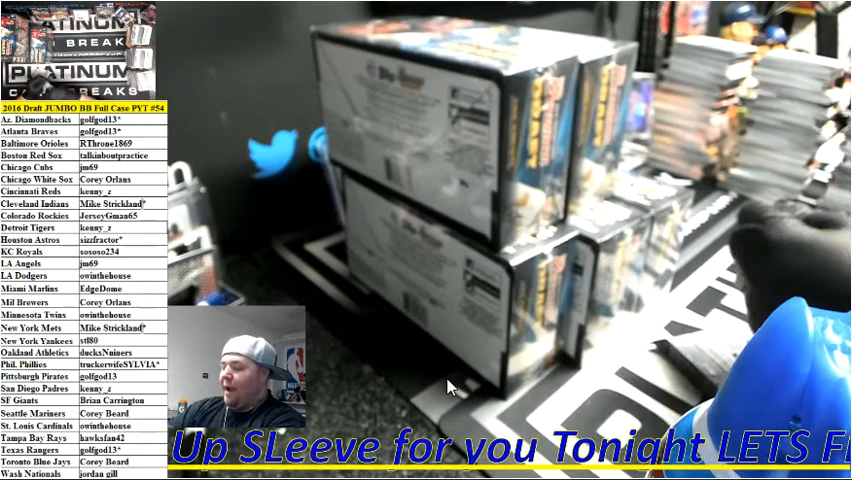 PLATINUM
BREAK
PLATINUM
C BREAKS
2016 Draft JUMBO BB Full Case PYT #54
Az. Diamondbacks golfgod13*
Atlanta Braves golfgod13*
Baltimore Orioles RThrone1869
Boston Red Sox talkinboutpractice
Chicago Cubs jm69
Chicago White Sox Corey Orlans
Cincinnati Reds kenny_z
Cleveland Indians Mike Strickland*
Colorado Rockies JerseyGman65
Detroit Tigers kenny_z
Houston Astros sizzfractor*
KC Royals sososo234
LA Angels jm69
LA Dodgers owinthehouse
Miami Marlins EdgeDome
Mil Brewers Corey Orlans
Minnesota Twins owinthehouse
New York Mets Mike Strickland*
New York Yankees stl80
Oakland Athletics ducksNniners
Phil. Phillies truckerwifeSYLVIA*
Pittsburgh Pirates golfgod13
San Diego Padres kenny_z
SF Giants Brian Carrington
Seattle Mariners Corey Beard
St. Louis Cardinals owinthehouse
Tampa Bay Rays hawksfan42
Texas Rangers golfgod13*
Toronto Blue Jays Corey Beard
Wash Nationals jordan gill
Up SLeeve for you Tonight LETS F